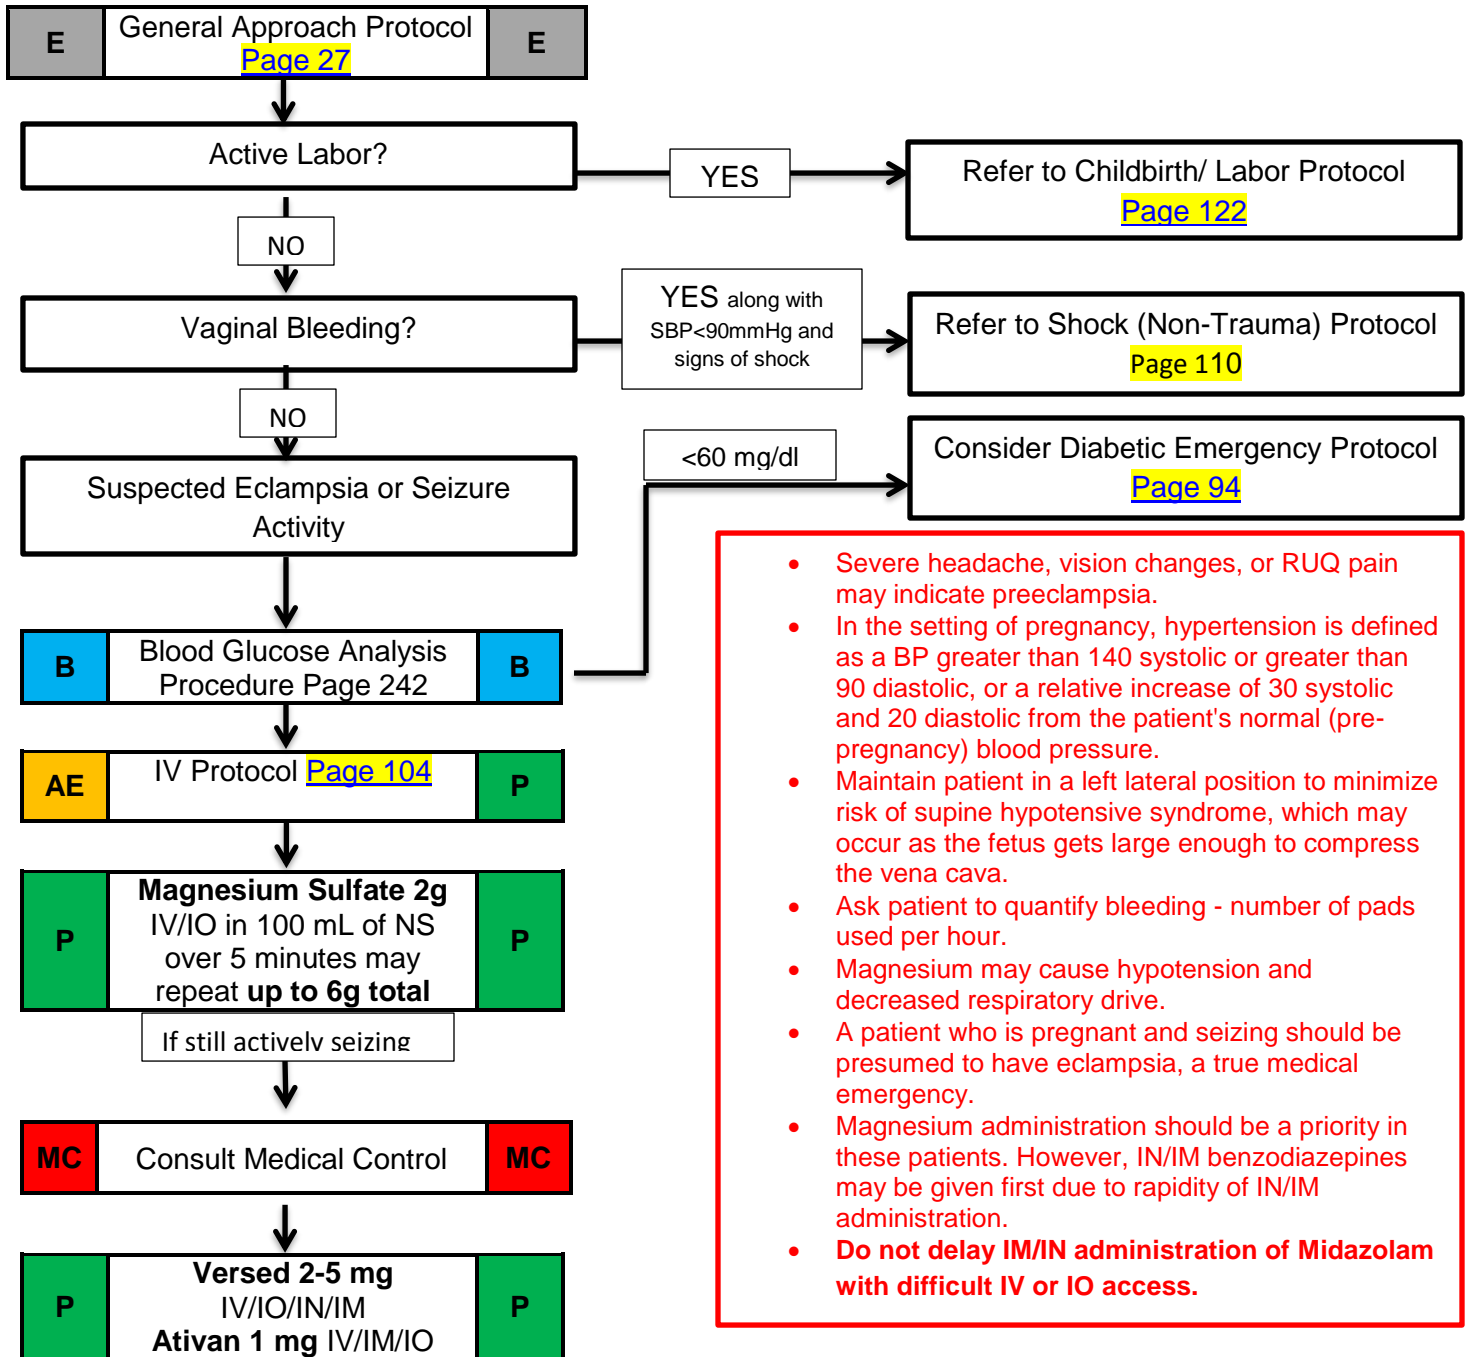 E
General Approach Protocol
Page 27
E
Active Labor?
YES
Refer to Childbirth/ Labor Protocol
Page 122
NO
Vaginal Bleeding?
YES along with
SBP<90mmHg and
signs of shock
Refer to Shock (Non-Trauma) Protocol
Page 110
NO
Suspected Eclampsia or Seizure
Activity
<60 mg/dl
Consider Diabetic Emergency Protocol
Page 94
B
Blood Glucose Analysis
Procedure Page 242
B
AE
IV Protocol Page 104
P
P
Magnesium Sulfate 2g
IV/IO in 100 mL of NS
over 5 minutes may
repeat up to 6g total
P
If still actively seizing
MC
Consult Medical Control
MC
P
Versed 2-5 mg
IV/IO/IN/IM
Ativan 1 mg IV/IM/IO
P
• Severe headache, vision changes, or RUQ pain
may indicate preeclampsia.
• In the setting of pregnancy, hypertension is defined
as a BP greater than 140 systolic or greater than
90 diastolic, or a relative increase of 30 systolic
and 20 diastolic from the patient's normal (pre-
pregnancy) blood pressure.
• Maintain patient in a left lateral position to minimize
risk of supine hypotensive syndrome, which may
occur as the fetus gets large enough to compress
the vena cava.
• Ask patient to quantify bleeding - number of pads
used per hour.
• Magnesium may cause hypotension and
decreased respiratory drive.
• A patient who is pregnant and seizing should be
presumed to have eclampsia, a true medical
emergency.
• Magnesium administration should be a priority in
these patients. However, IN/IM benzodiazepines
may be given first due to rapidity of IN/IM
administration.
• Do not delay IM/IN administration of Midazolam
with difficult IV or IO access.